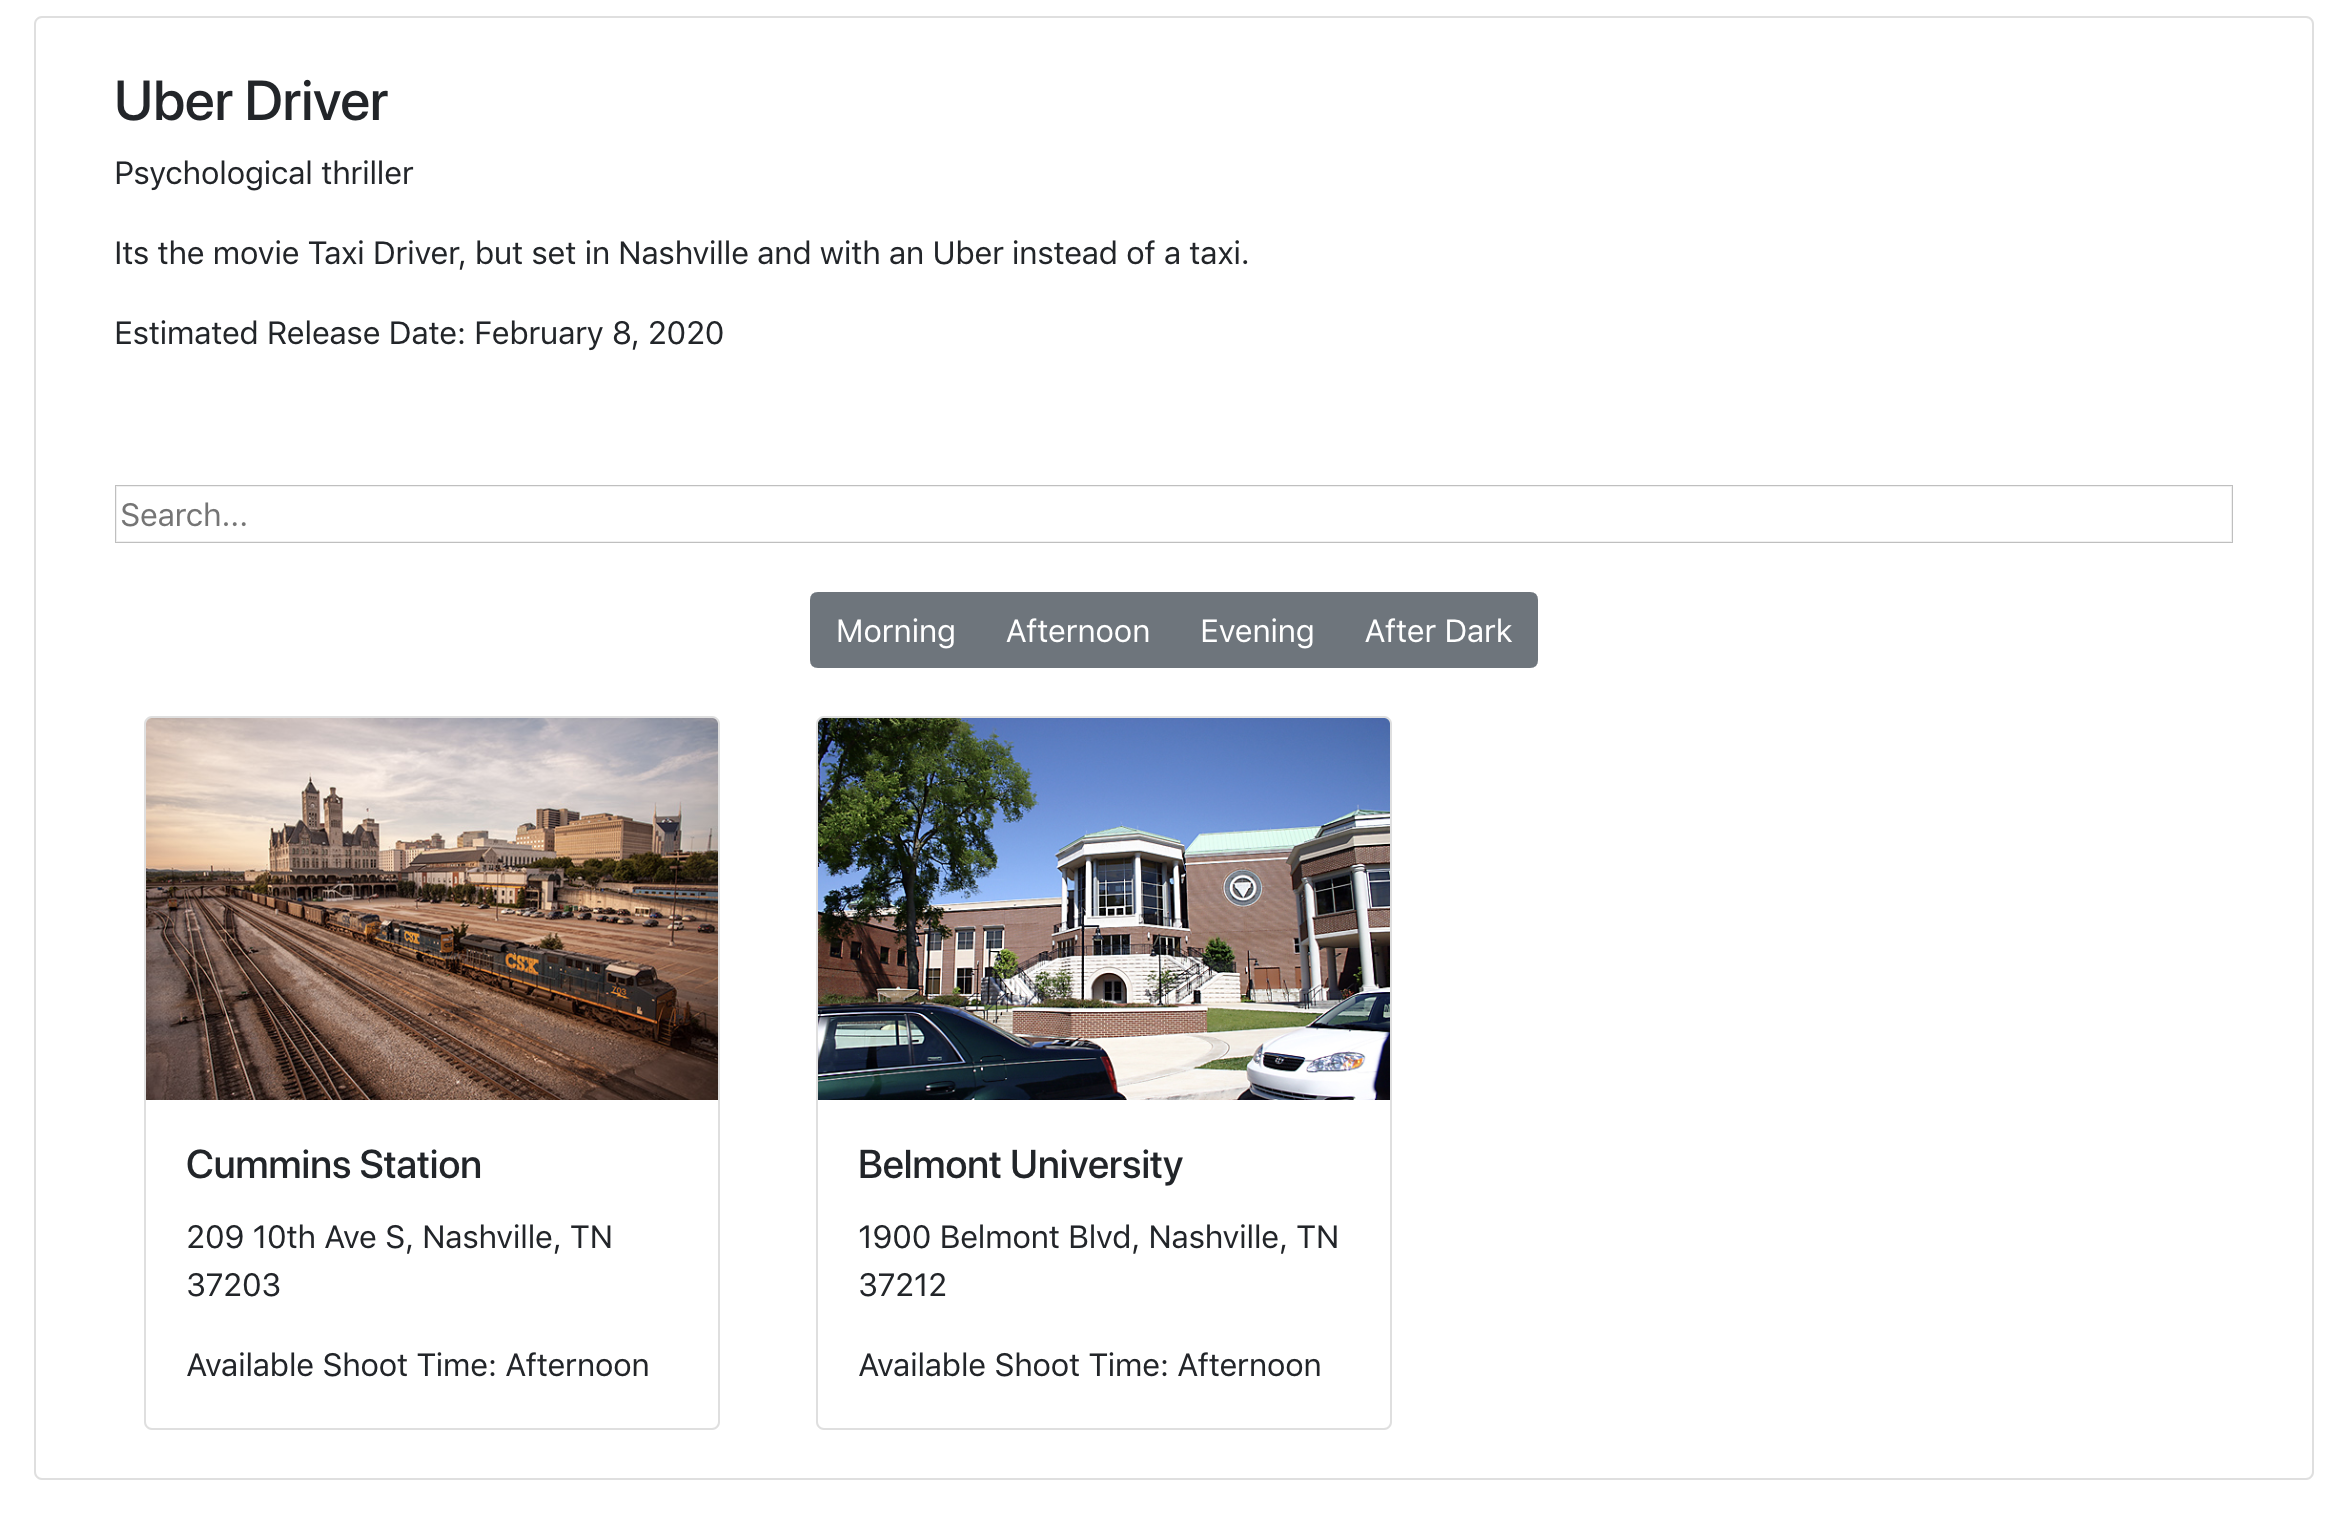 Uber Driver
Psychological thriller
Its the movie Taxi Driver, but set in Nashville and with an Uber instead of a taxi.
Estimated Release Date: February 8, 2020
Search...
Morning Afternoon Evening After Dark
CSX
CSX
703
Cummins Station
209 10th Ave S, Nashville, TN
37203
Available Shoot Time: Afternoon
Belmont University
1900 Belmont Blvd, Nashville, TN
37212
Available Shoot Time: Afternoon